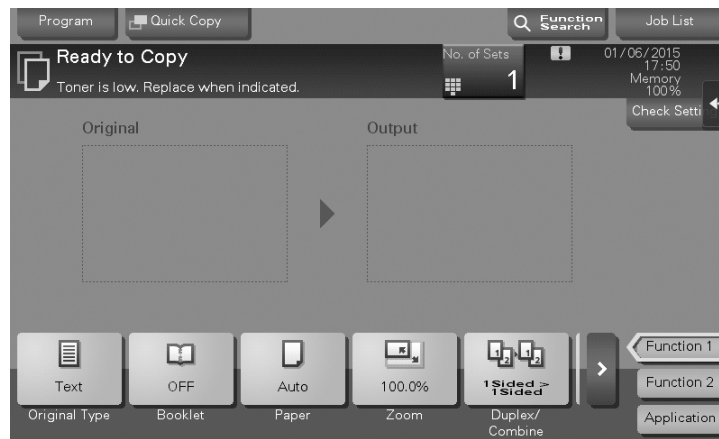 Program
Quick Copy
Function
Search
Job List
Ready to Copy
Toner is low. Replace when indicated.
No. of Sets
1
01/06/2015
17:50
Memory
100%
Check Setti
Original
Output
Text
OFF
Auto
100.0%
1Sided >
1Sided
Original Type
Booklet
Paper
Zoom
Duplex/
Combine
Function 1
Function 2
Application